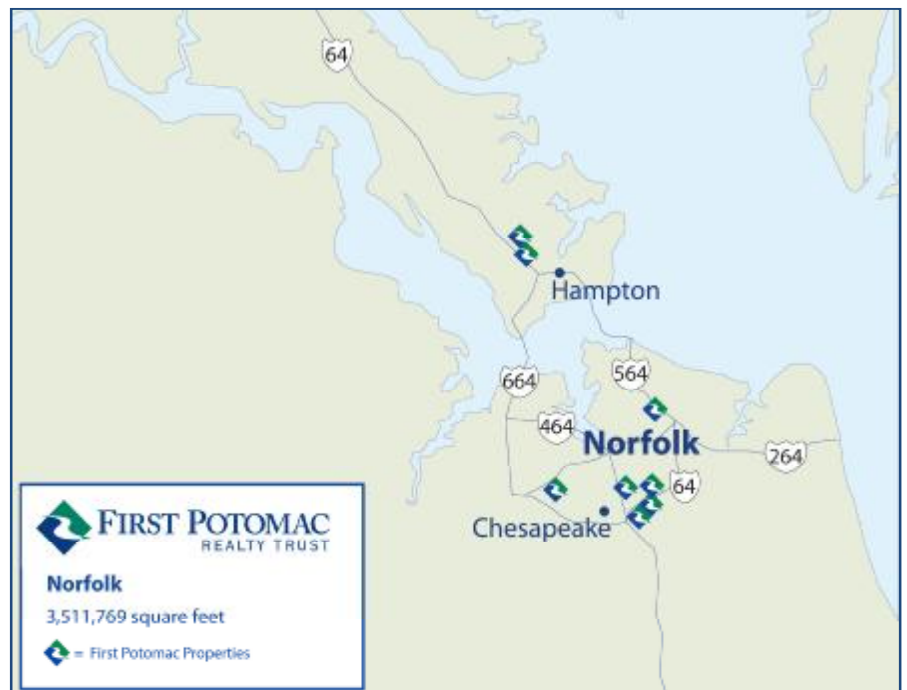 64
Hampton
664
564
464
Norfolk
264
64
Chesapeake
FIRST POTOMAC
REALTY TRUST
Norfolk
3,511,769 square feet
= First Potomac Properties